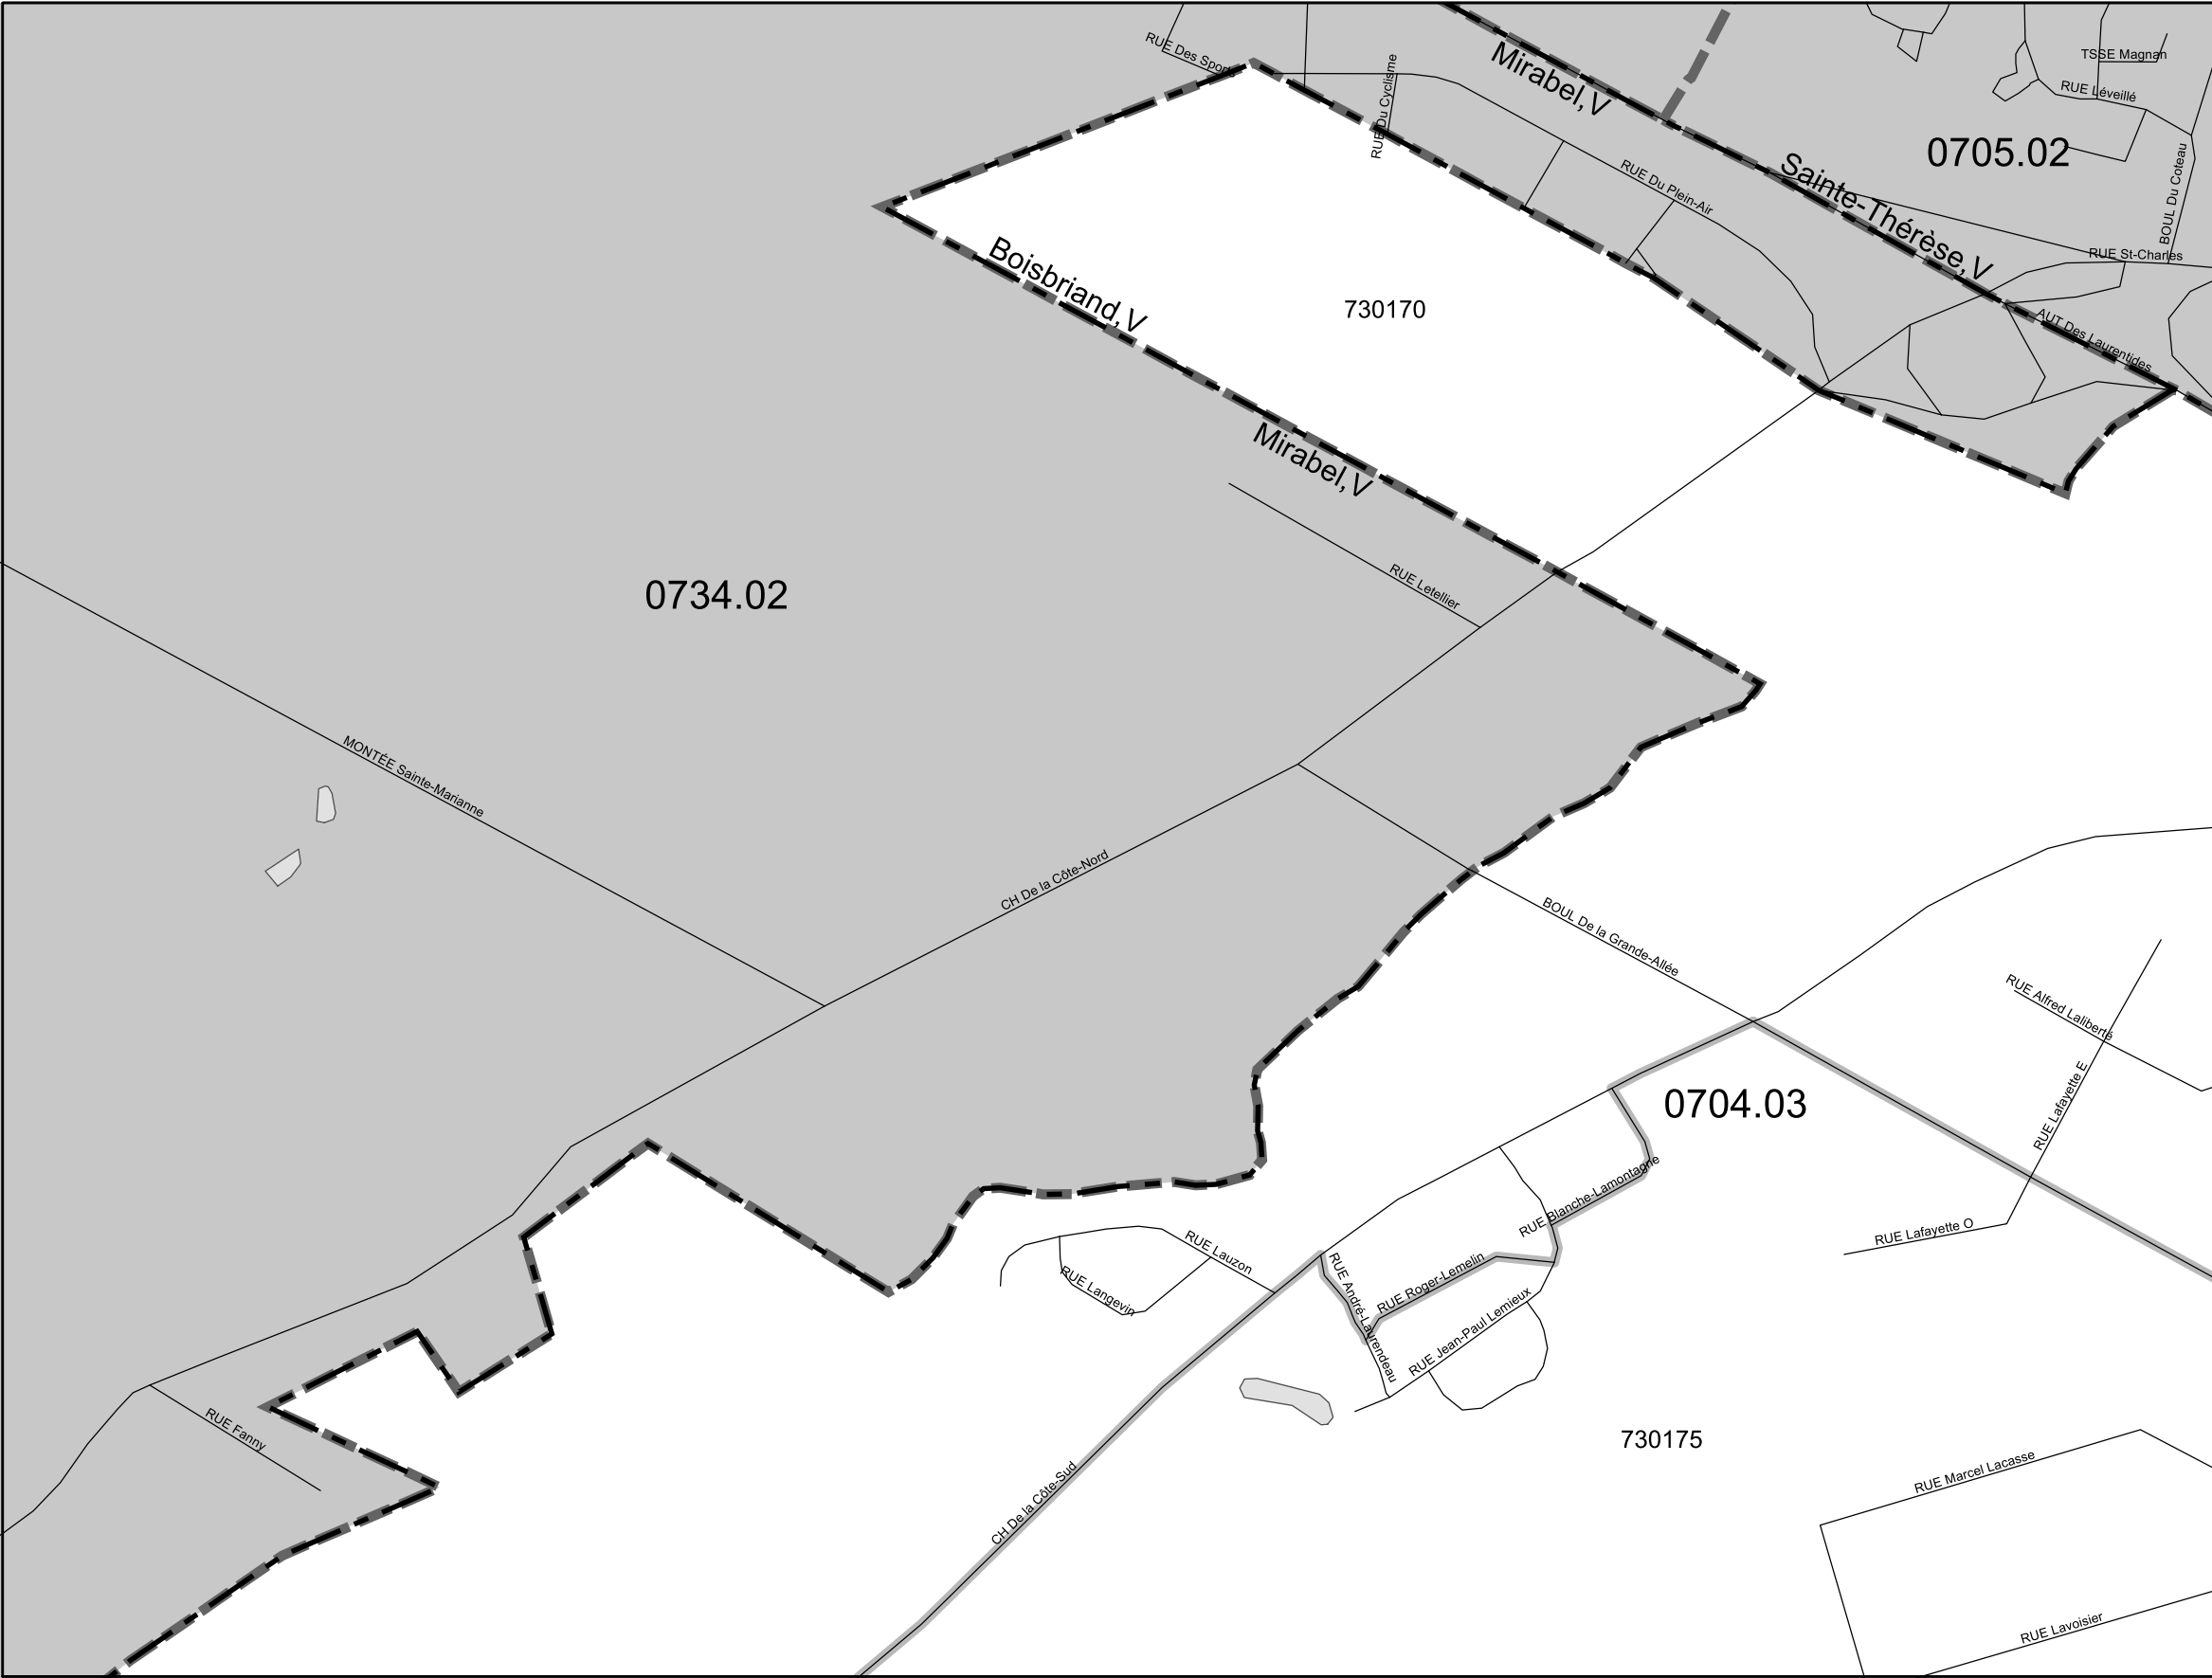 RUE Des Sports
RUE Du Cyclisme
Mirabel,V
TSSE Magnan
RUE Léveillé
0705.02
Sainte-Thérèse,V
RUE Du Plein-Air
BOUL Du Coteau
RUE St-Charles
Boisbriand,V
730170
AUT Des Laurentides
Mirabel,V
0734.02
RUE Letellier
MONTÉE Sainte-Marianne
CH De la Côte-Nord
BOUL De la Grande-Allée
RUE Alfred Laliberté
0704.03
RUE Lafayette E
RUE Blanche-Lamontagne
RUE Lafayette O
RUE Lauzon
RUE Langevin
RUE André-Laurendeau
RUE Roger-Lemelin
RUE Jean-Paul Lemieux
RUE Fanny
730175
CH De la Côte-Sud
RUE Marcel Lacasse
RUE Lavoisier